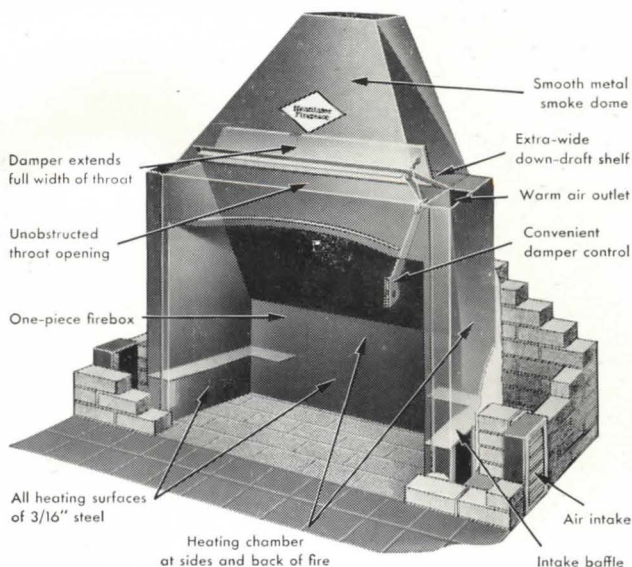 Heatilator
Fireplace
Smooth metal
smoke dome
Damper extends
full width of throat
Extra-wide
down-draft shelf
Warm air outlet
Unobstructed
throat opening
Convenient
damper control
One-piece firebox
All heating surfaces
of 3/16" steel
Heating chamber
at sides and back of fire
Air intake
Intake baffle